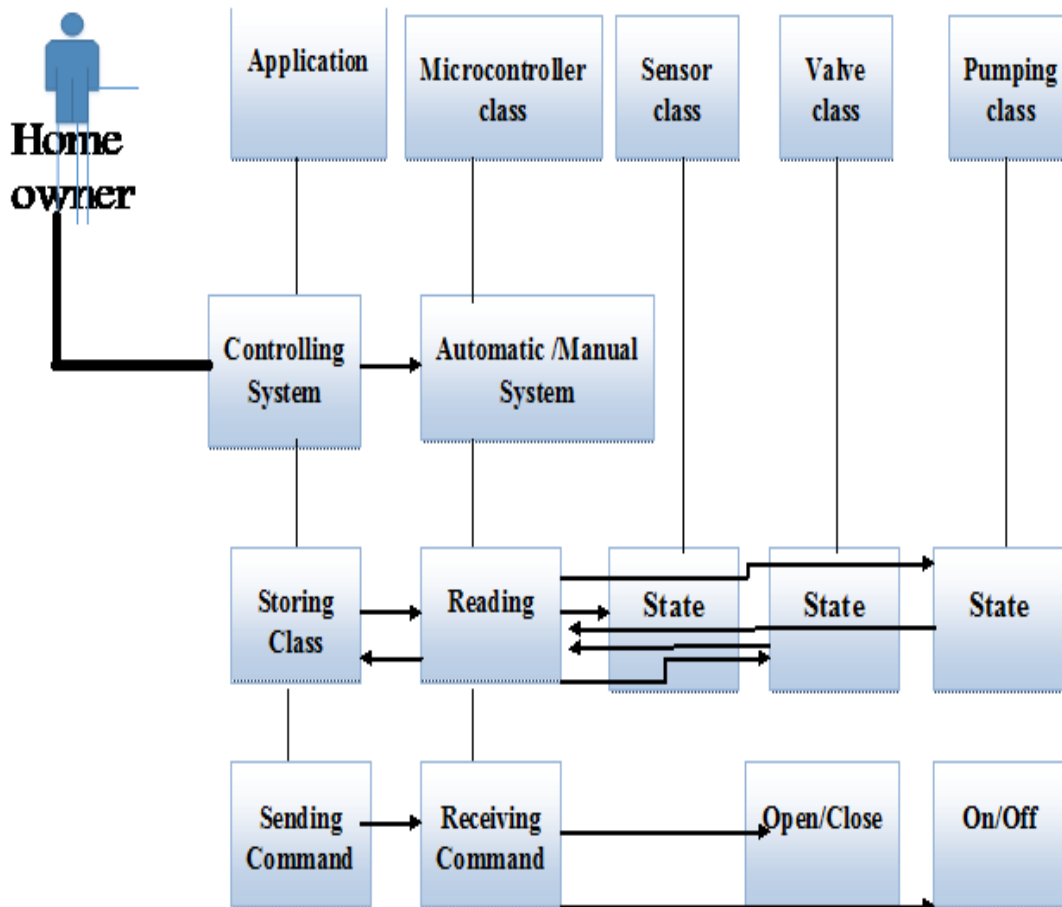 Home
owner
Application
Microcontroller
class
Sensor
class
Valve
class
Pumping
class
Controlling
System
Automatic /Manual
System
Storing
Class
Reading
State
State
State
Sending
Command
Receiving
Command
Open/Close
On/Off